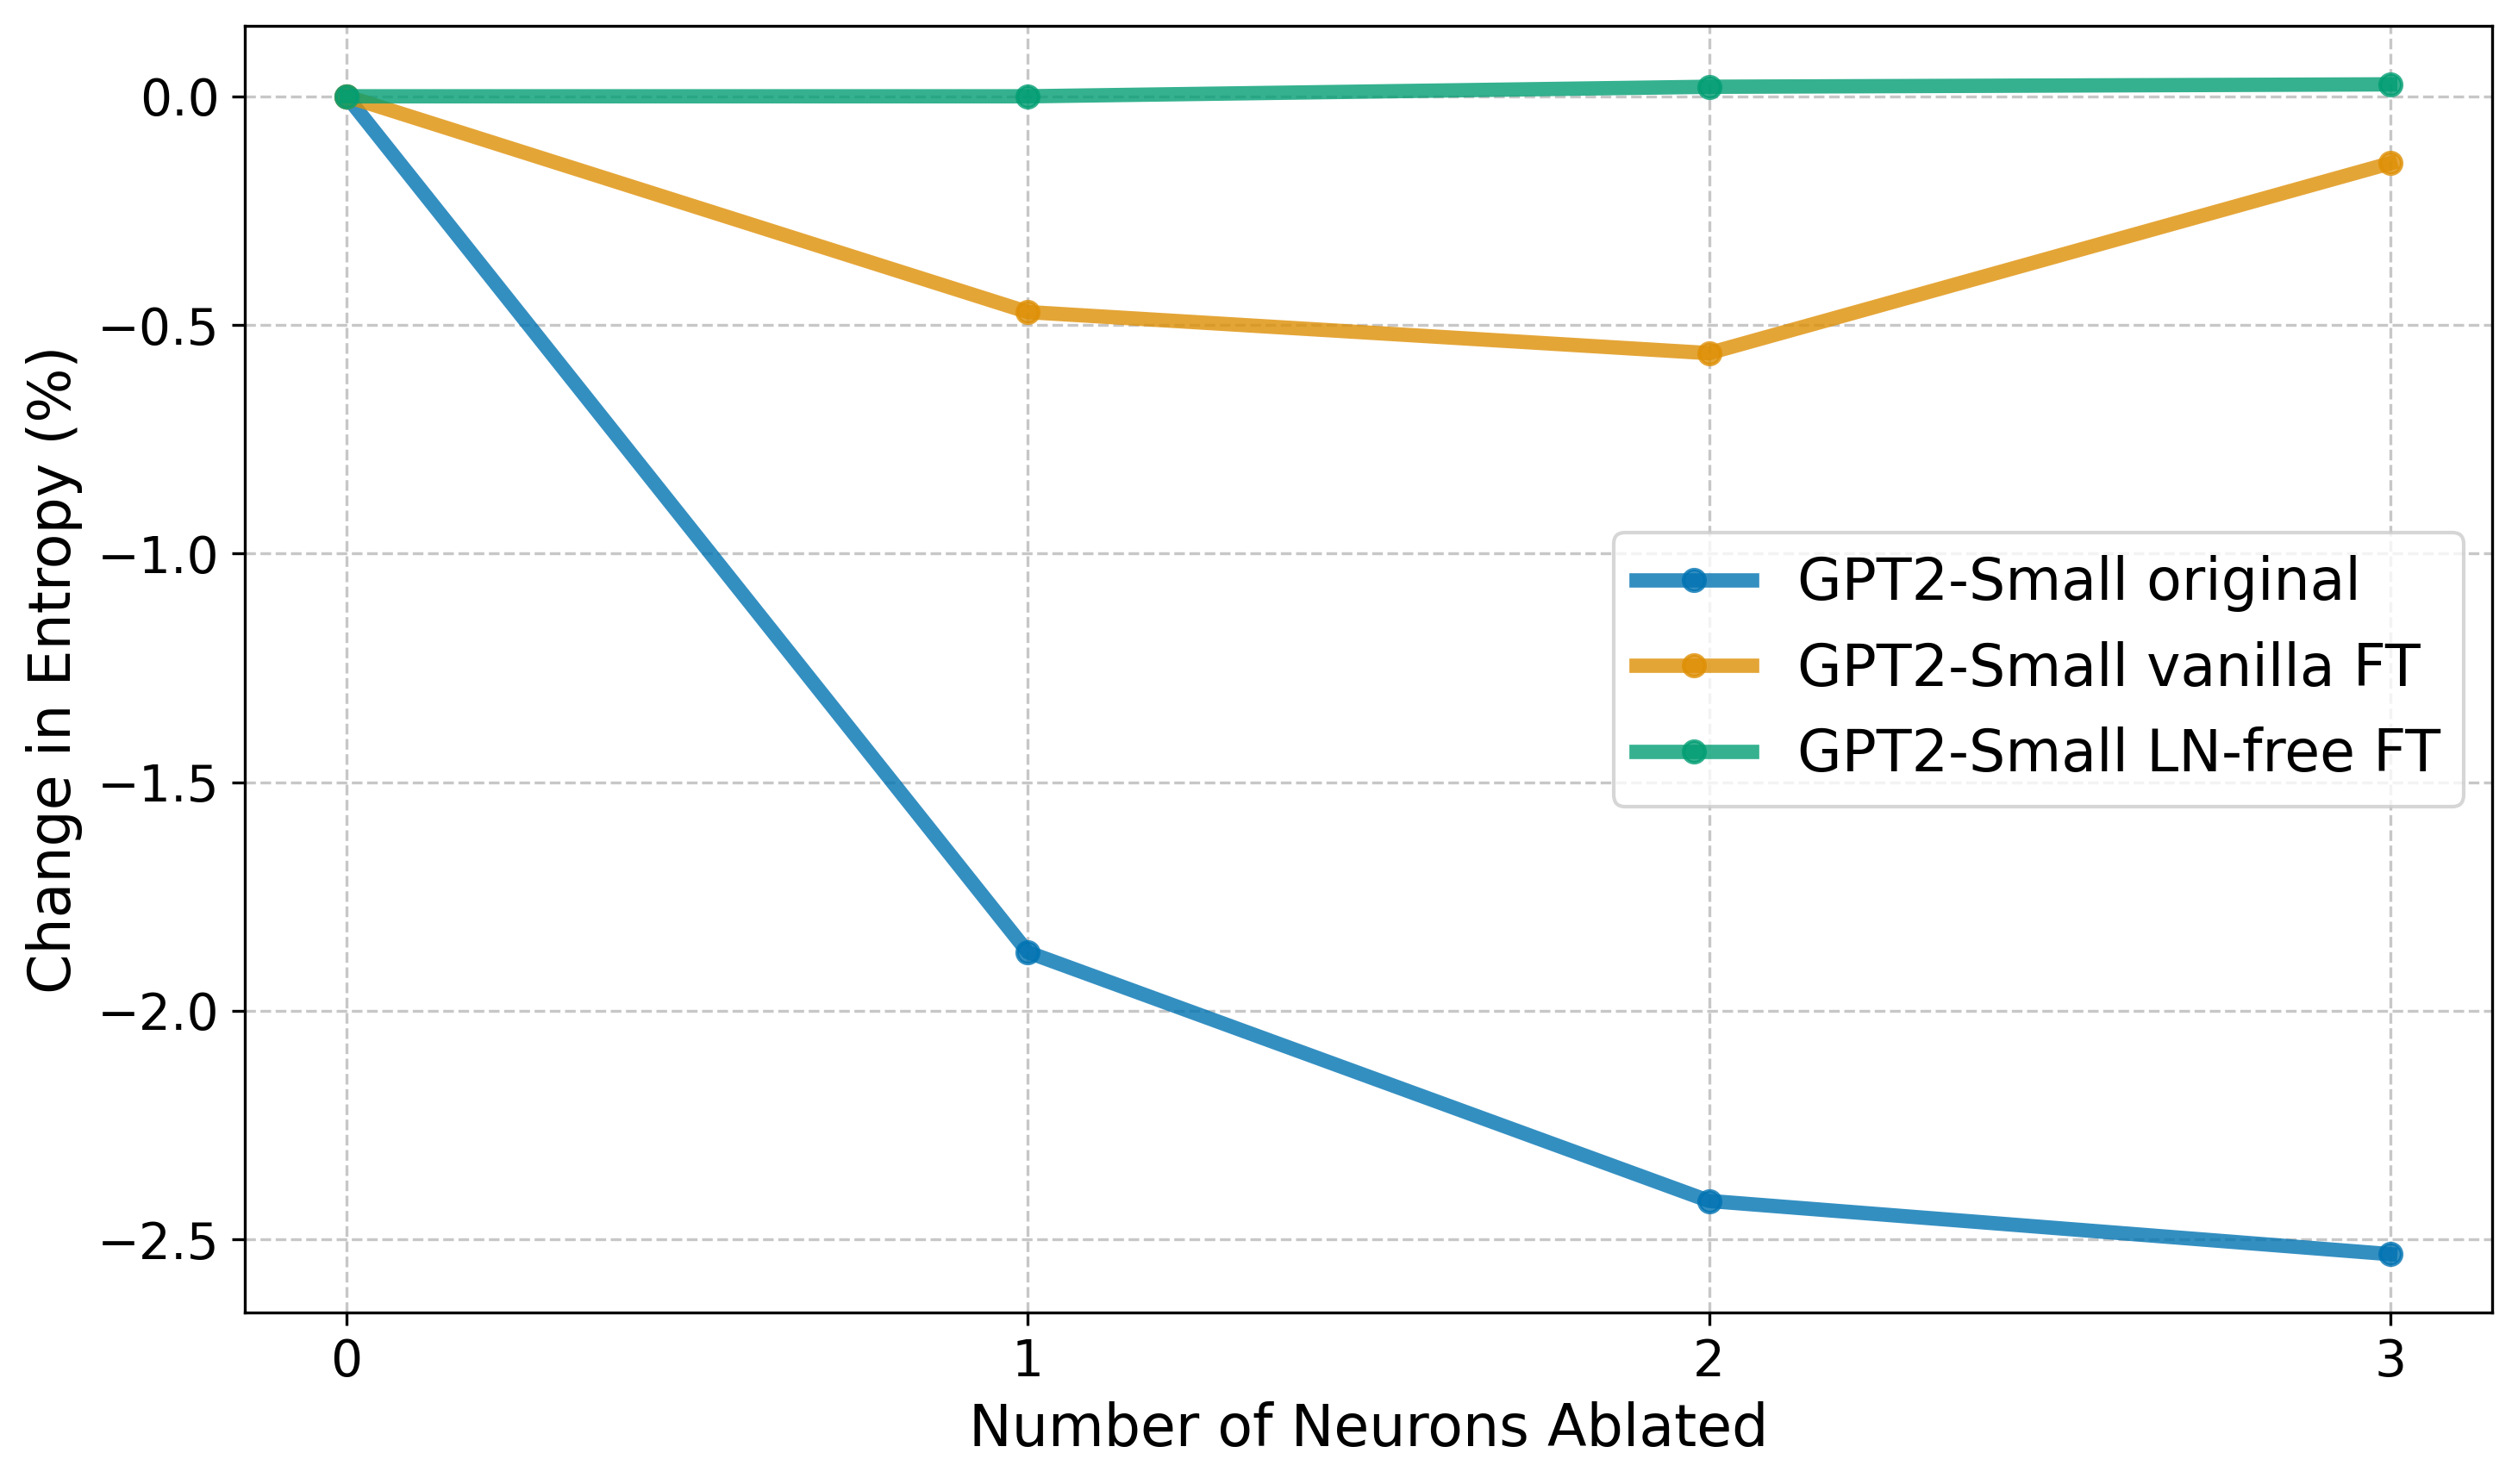 Change in Entropy (%)
0.0
−0.5
−1.0
−1.5
−2.0
−2.5
GPT2-Small original
GPT2-Small vanilla FT
GPT2-Small LN-free FT
0 1 2 3
Number of Neurons Ablated